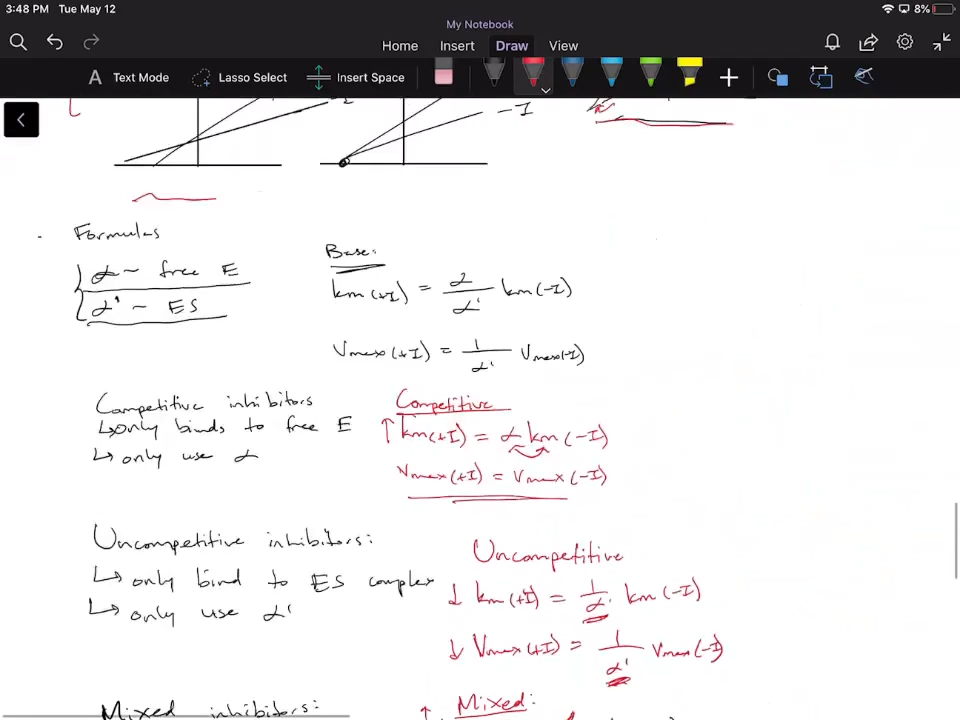 3:48 PM Tue May 12
8%
My Notebook
Home Insert Draw View
Text Mode Lasso Select Insert Space
-I
Formulas
α ~ free E
α' ~ ES
Base:
km(+I) = α/α' km(-I)
Vmax(+I) = 1/α' Vmax(-I)
Competitive inhibitors
↳ only binds to free E
↳ only use α
Competitive
↑ km(+I) = α km(-I)
Vmax(+I) = Vmax(-I)
Uncompetitive inhibitors:
↳ only bind to ES complex
↳ only use α'
Uncompetitive
↓ km(+I) = 1/α' km(-I)
↓ Vmax(+I) = 1/α' Vmax(-I)
Mixed inhibitors:
Mixed: